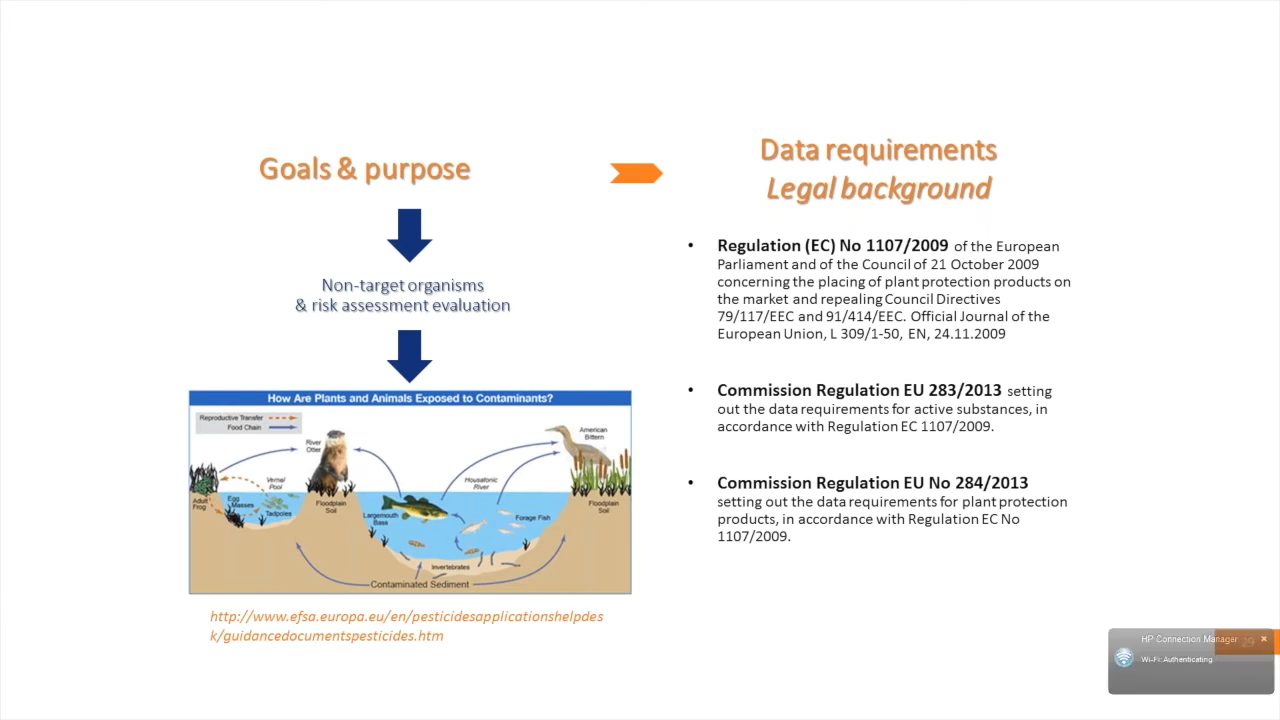 Goals & purpose
Non-target organisms
& risk assessment evaluation
How Are Plants and Animals Exposed to Contaminants?
Reproductive Transfer
Food Chain
River
Otter
American
Bittern
Vernal
Pool
Housatonic
River
Adult
Frog
Egg
Masses
Tadpoles
Floodplain
Soil
Largemouth
Bass
Forage Fish
Floodplain
Soil
Invertebrates
Contaminated Sediment
http://www.efsa.europa.eu/en/pesticidesapplicationshelpdes
k/guidancedocumentspesticides.htm
Data requirements
Legal background
• Regulation (EC) No 1107/2009 of the European
Parliament and of the Council of 21 October 2009
concerning the placing of plant protection products on
the market and repealing Council Directives
79/117/EEC and 91/414/EEC. Official Journal of the
European Union, L 309/1-50, EN, 24.11.2009
• Commission Regulation EU 283/2013 setting
out the data requirements for active substances, in
accordance with Regulation EC 1107/2009.
• Commission Regulation EU No 284/2013
setting out the data requirements for plant protection
products, in accordance with Regulation EC No
1107/2009.
HP Connection Manager
Wi-Fi:Authenticating